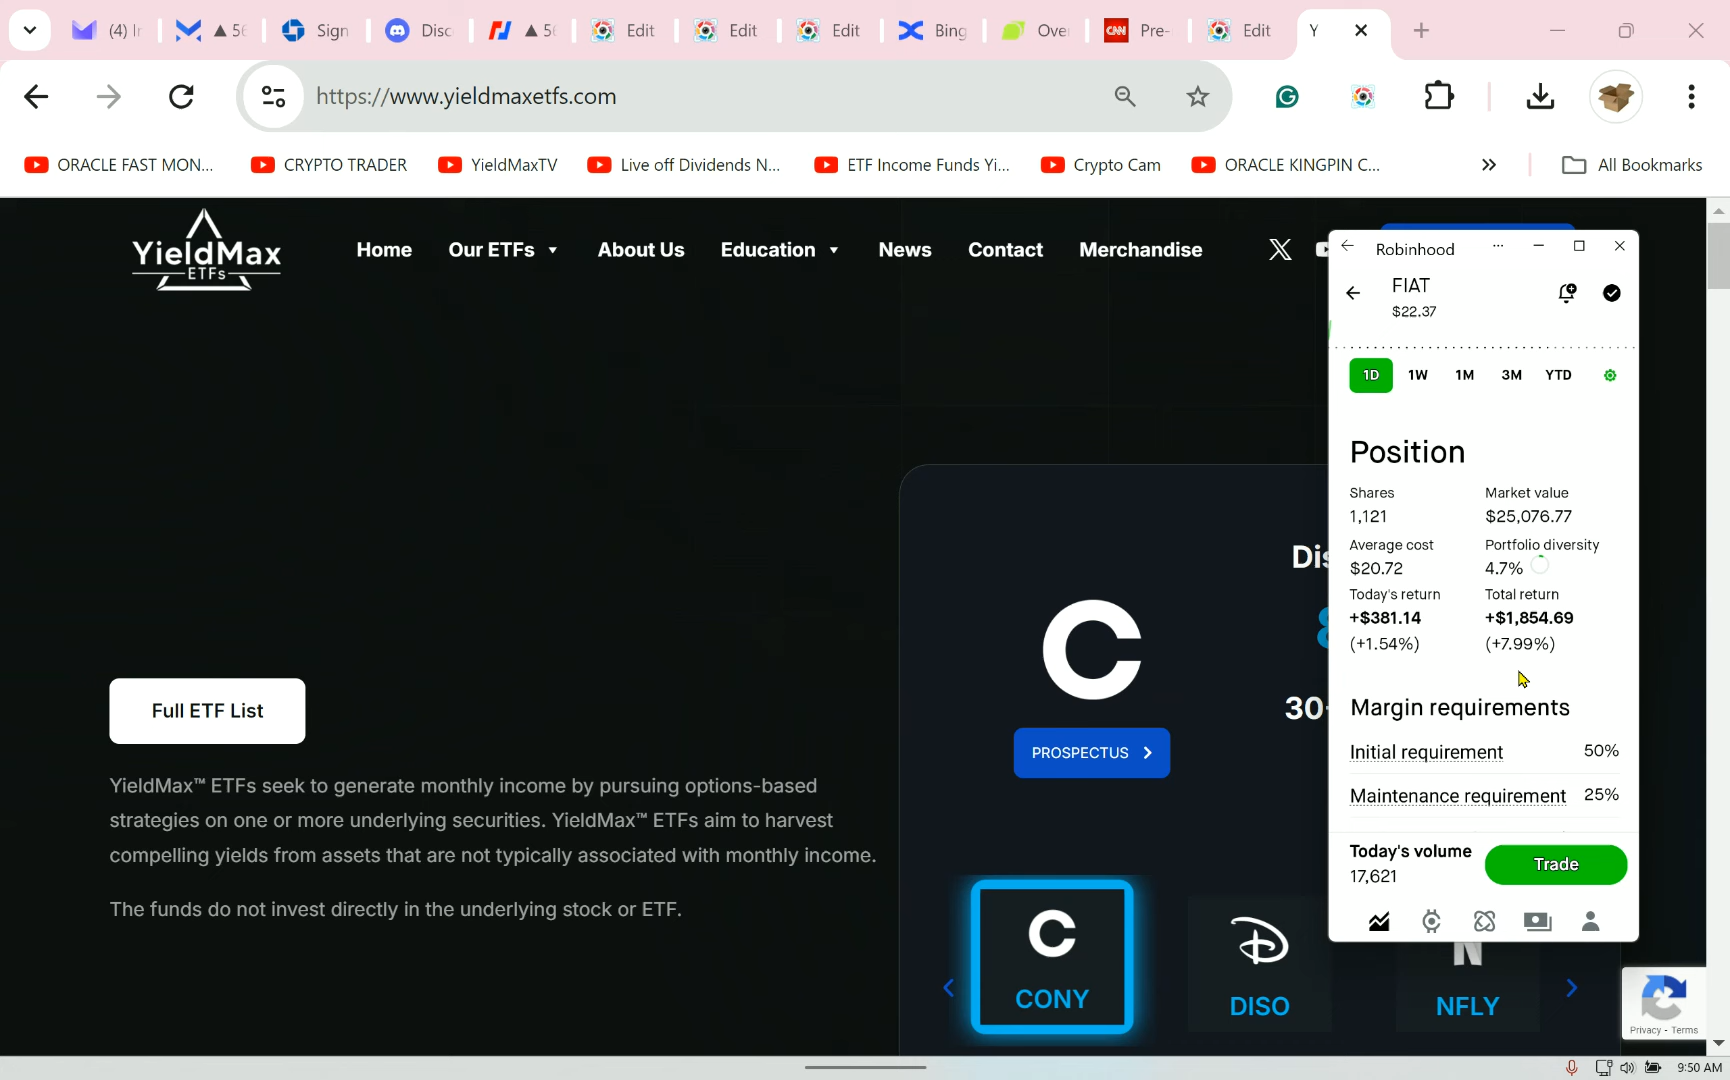 (4) I
▲ 56
Sign
Disc
▲ 56
Edit
Edit
Edit
Bing
Over
CNN
Pre-
Edit
Y
https://www.yieldmaxetfs.com
ORACLE FAST MON...
CRYPTO TRADER
YieldMaxTV
Live off Dividends N...
ETF Income Funds Yi...
Crypto Cam
ORACLE KINGPIN C...
»
All Bookmarks
YieldMax
ETFs
Home
Our ETFs
About Us
Education
News
Contact
Merchandise
Full ETF List
YieldMax™ ETFs seek to generate monthly income by pursuing options-based
strategies on one or more underlying securities. YieldMax™ ETFs aim to harvest
compelling yields from assets that are not typically associated with monthly income.
The funds do not invest directly in the underlying stock or ETF.
Dis
30-
PROSPECTUS
CONY
DISO
N
NFLY
Robinhood
FIAT
$22.37
1D 1W 1M 3M YTD
Position
Shares Market value
1,121 $25,076.77
Average cost Portfolio diversity
$20.72 4.7%
Today's return Total return
+$381.14 +$1,854.69
(+1.54%) (+7.99%)
Margin requirements
Initial requirement 50%
Maintenance requirement 25%
Today's volume
17,621
Trade
Privacy - Terms
9:50 AM